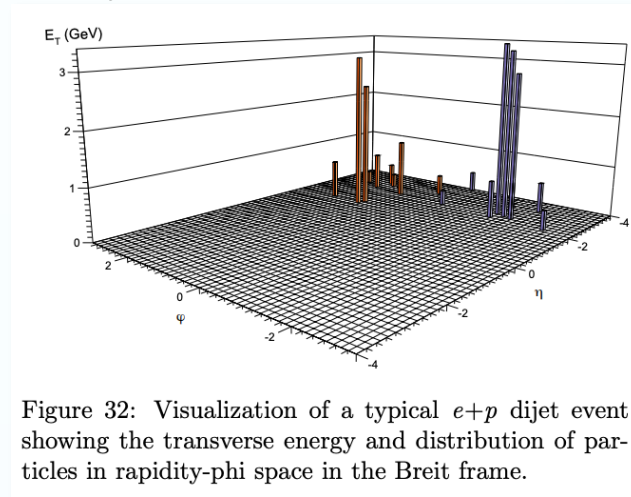 E_T (GeV)
3
2
1
0
2
0
φ
-2
-4
-2
0
η
-2
-4
Figure 32: Visualization of a typical e+p dijet event
showing the transverse energy and distribution of par-
ticles in rapidity-phi space in the Breit frame.